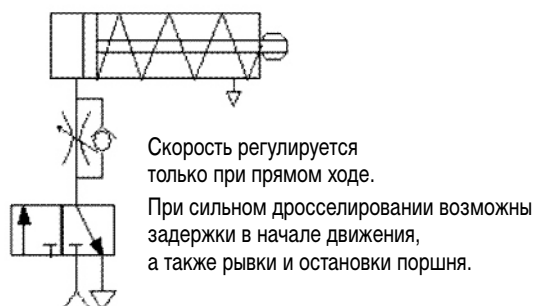 Скорость регулируется
только при прямом ходе.
При сильном дросселировании возможны
задержки в начале движения,
а также рывки и остановки поршня.